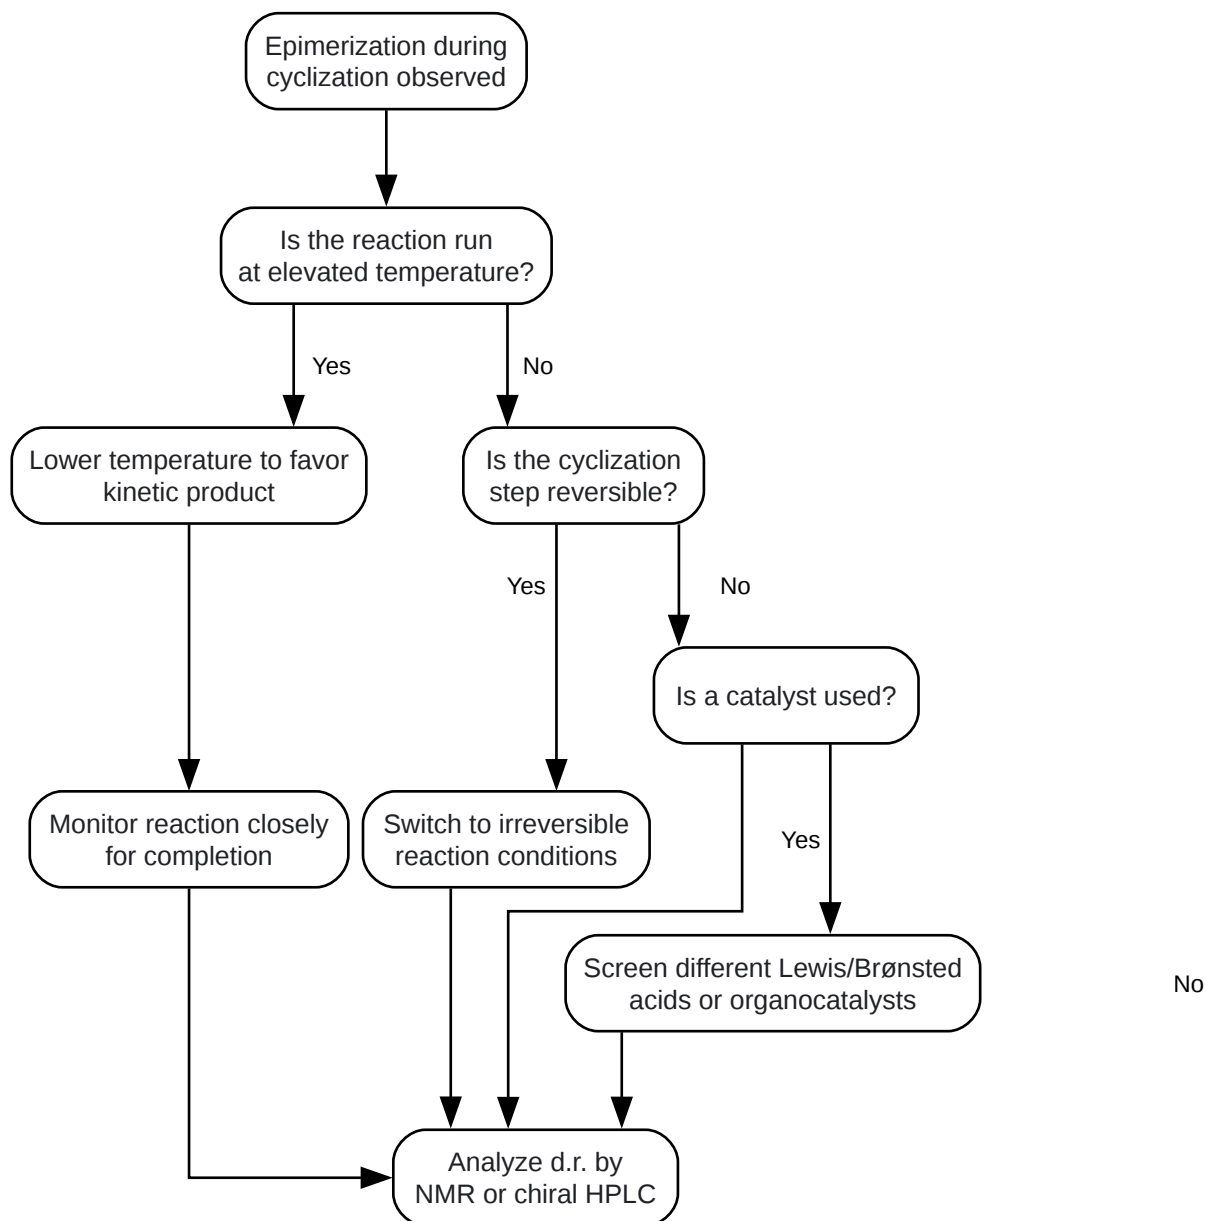 Epimerization during
cyclization observed
Is the reaction run
at elevated temperature?
Yes
No
Lower temperature to favor
kinetic product
Is the cyclization
step reversible?
Yes
No
Is a catalyst used?
Monitor reaction closely
for completion
Switch to irreversible
reaction conditions
Yes
Screen different Lewis/Brønsted
acids or organocatalysts
No
Analyze d.r. by
NMR or chiral HPLC